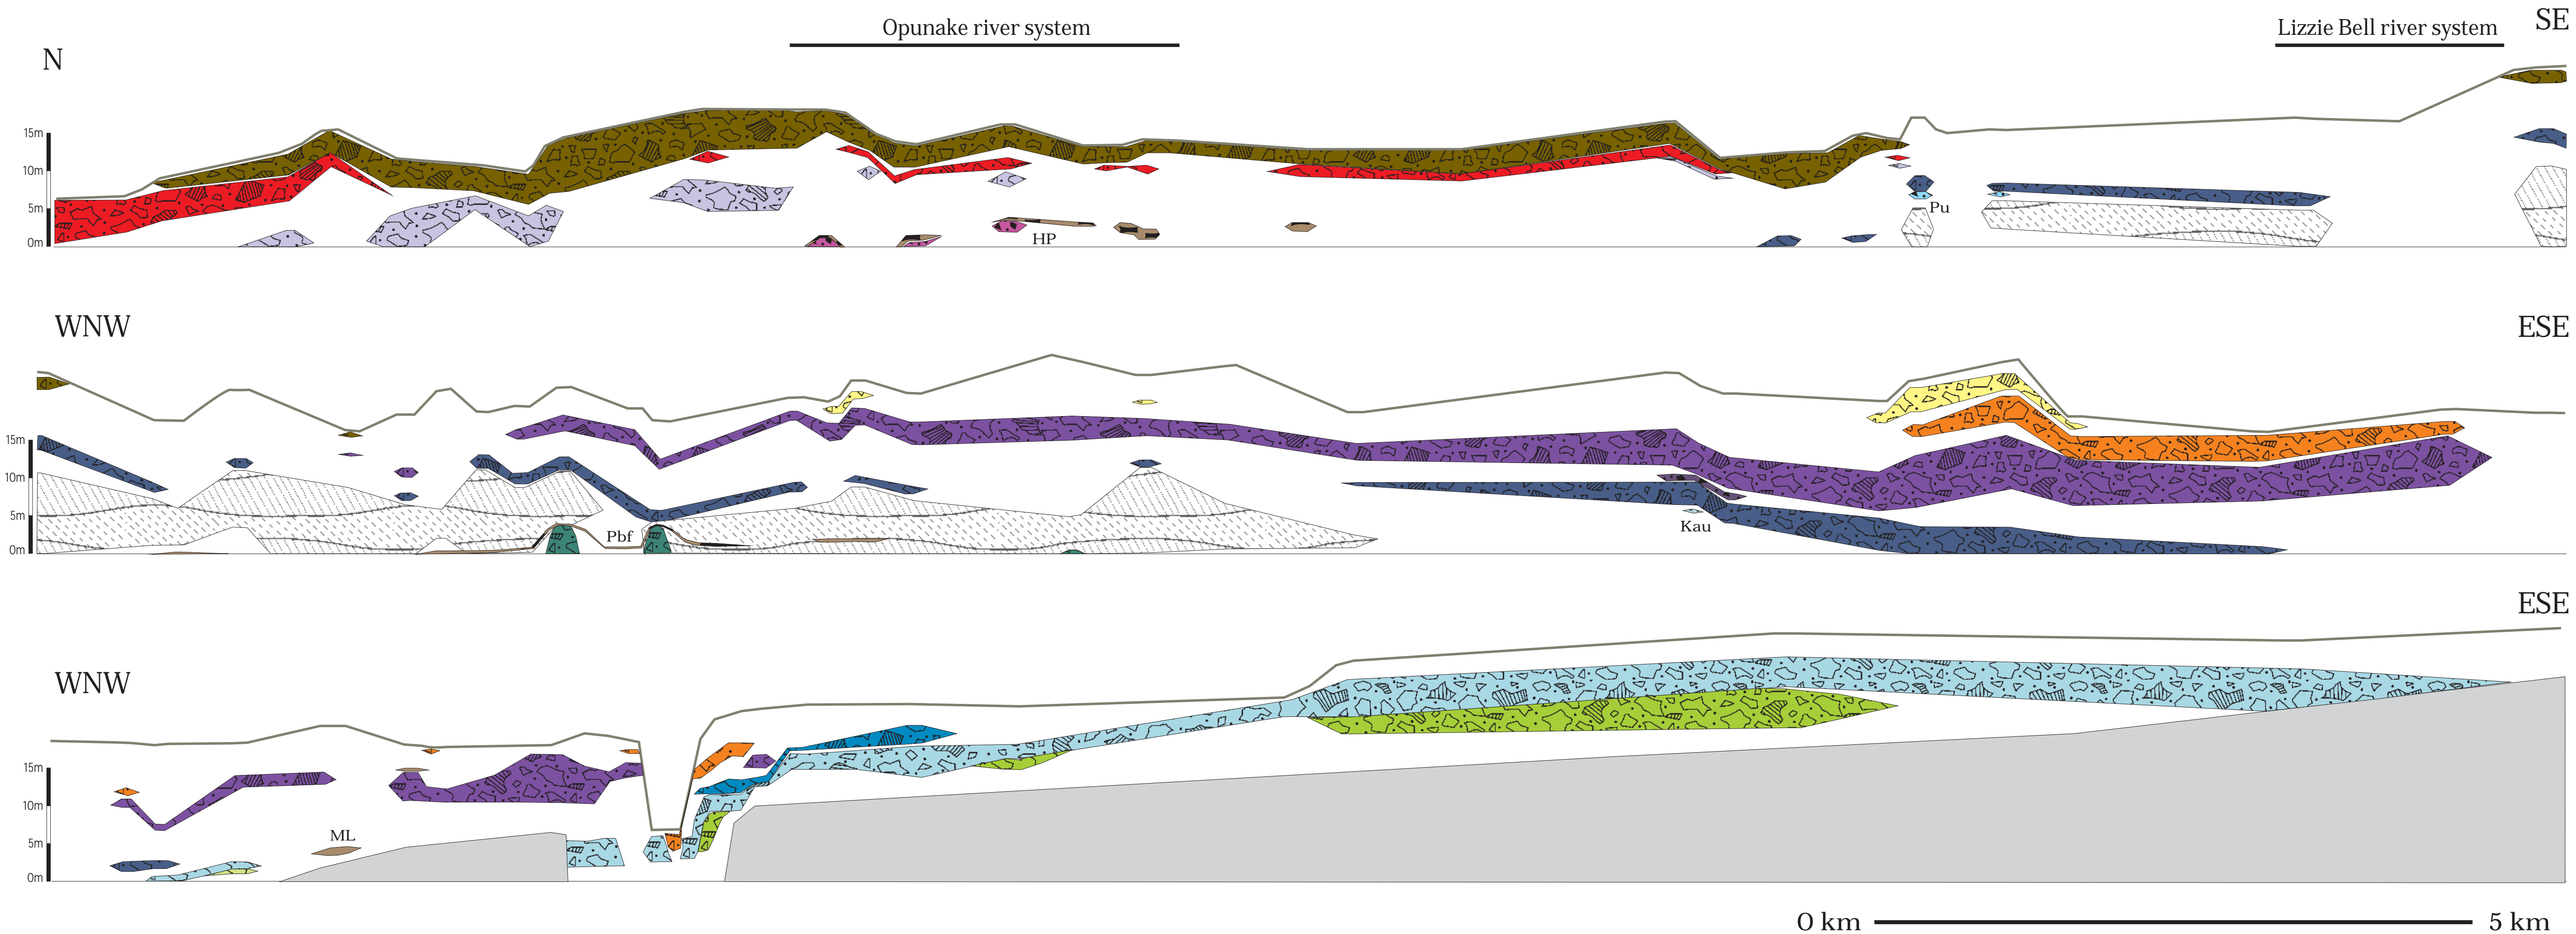 Opunake river system
Lizzie Bell river system
SE
N
15m
10m
5m
0m
Pu
HP
WNW
ESE
15m
10m
5m
0m
Pbf
Kau
ESE
WNW
15m
10m
5m
0m
ML
0 km
5 km